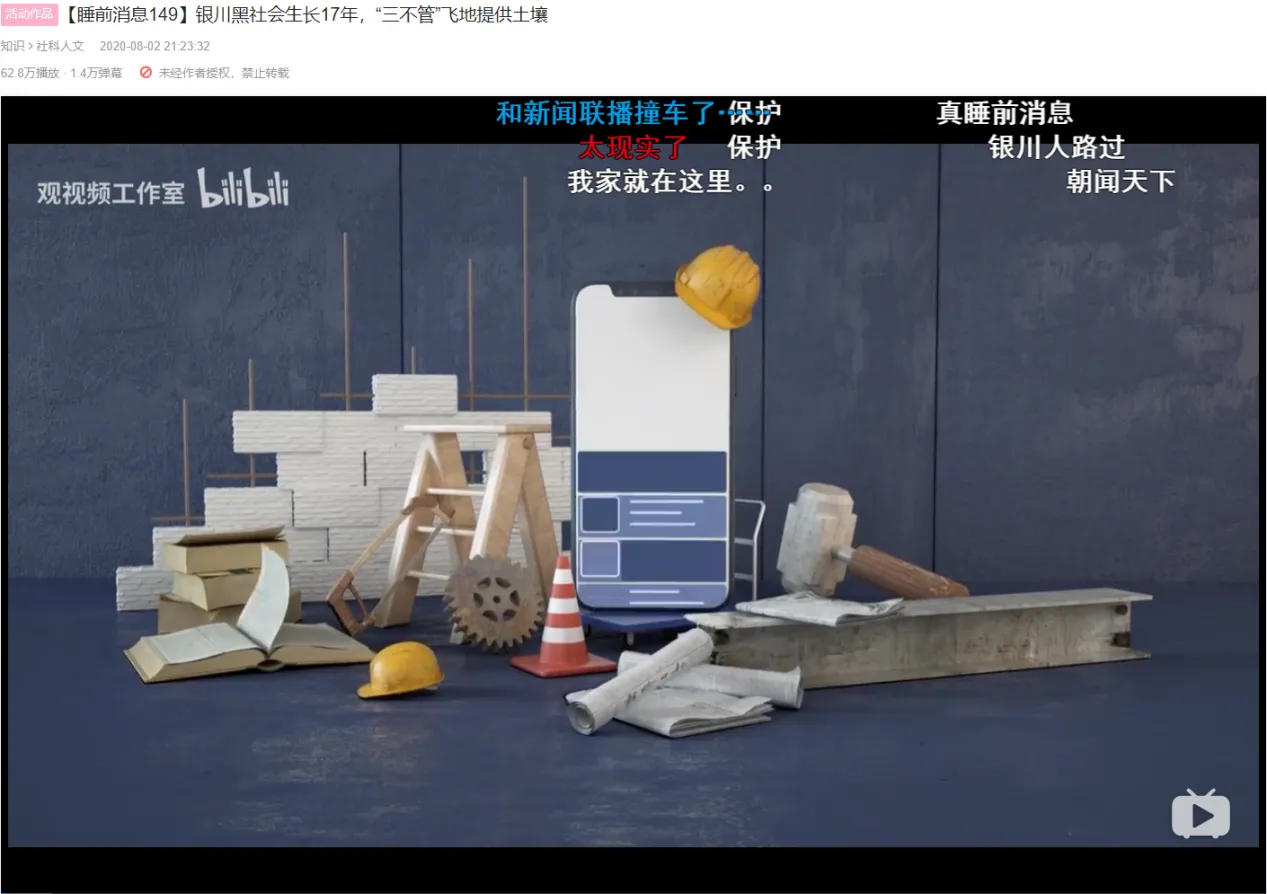 活动作品 【睡前消息149】银川黑社会生长17年，“三不管”飞地提供土壤
知识 > 社科人文 2020-08-02 21:23:32
62.8万播放 · 1.4万弹幕 未经作者授权，禁止转载
和新闻联播撞车了…… 保护 真睡前消息
太现实了 保护 银川人路过
我家就在这里。。 朝闻天下
观视频工作室 bilibili